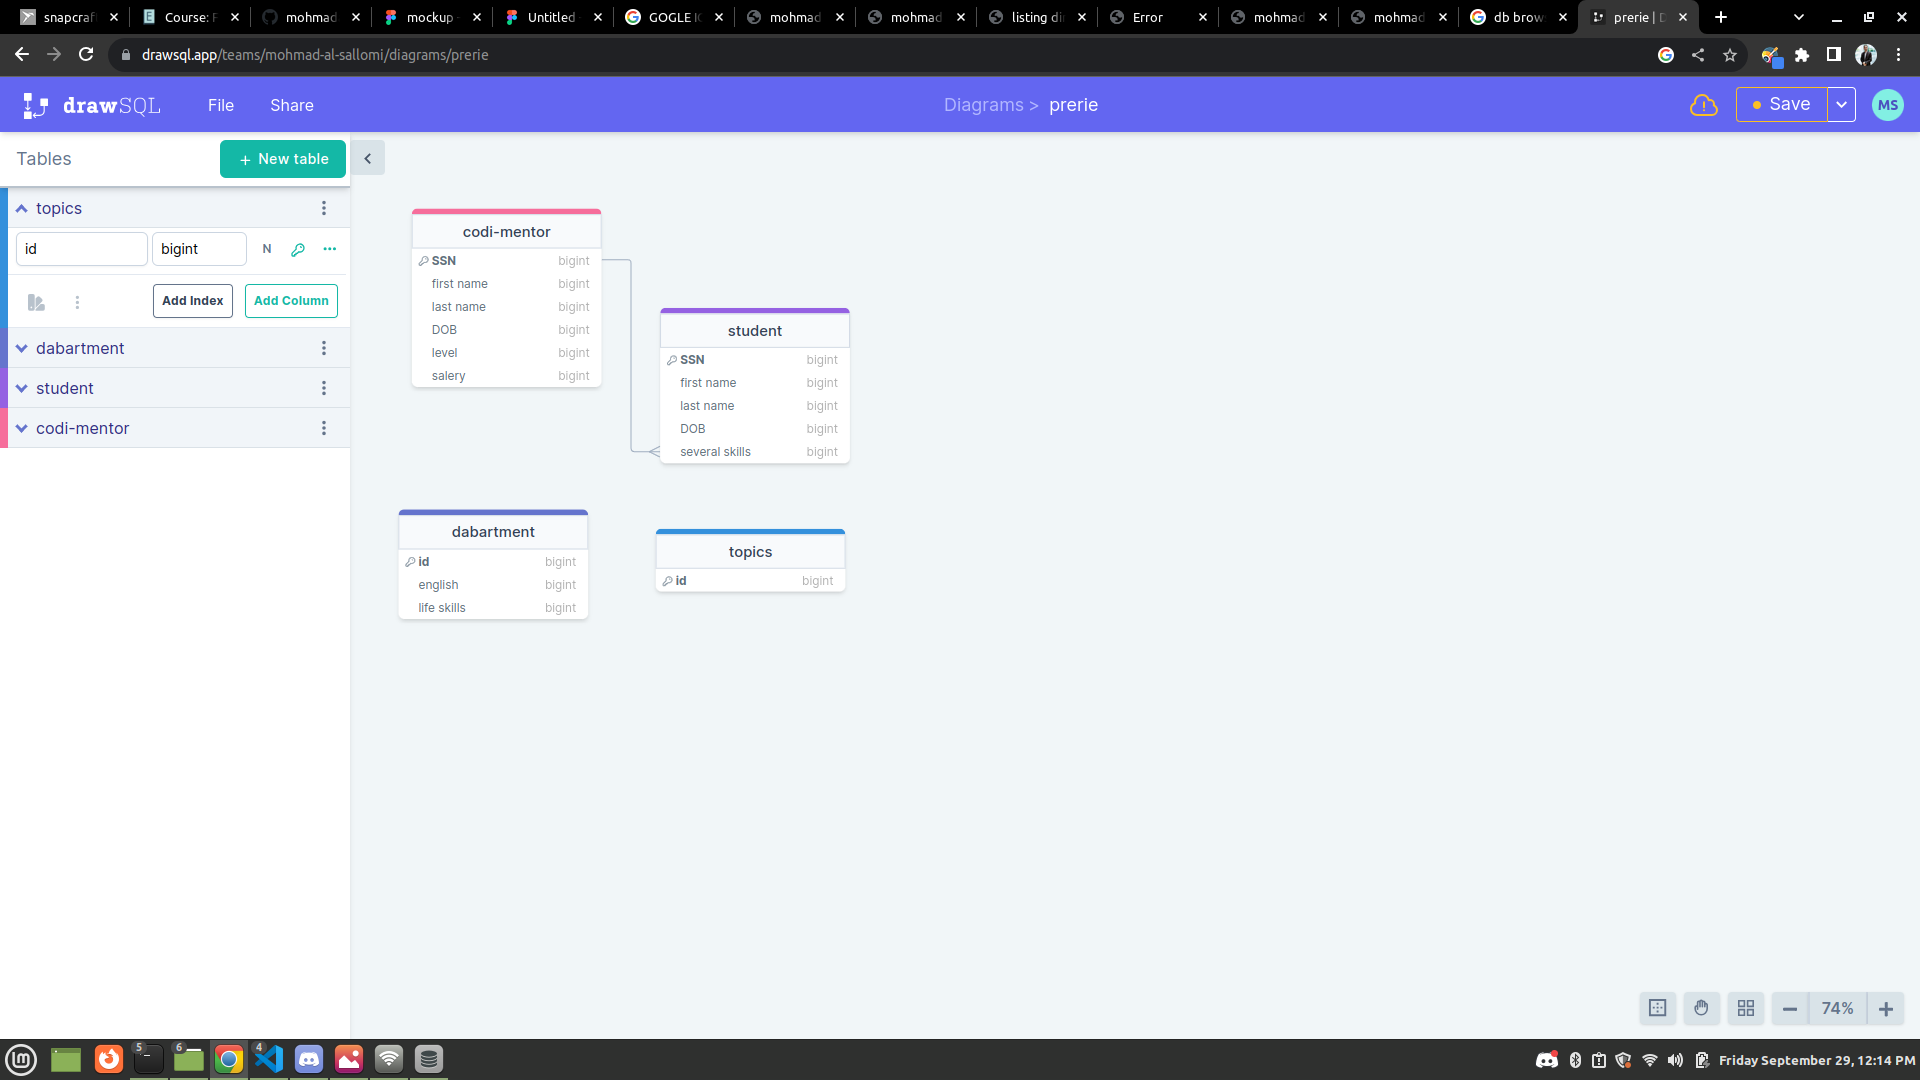 snapcraf
Course: F
mohmad
mockup
Untitled
GOGLE IC
mohmad
mohmad
listing di
Error
mohmad
mohmad
db brow
prerie | D
drawsql.app/teams/mohmad-al-sallomi/diagrams/prerie
drawSQL
File
Share
Diagrams > prerie
Save
MS
Tables
+ New table
topics
id
bigint
N
Add Index
Add Column
dabartment
student
codi-mentor
codi-mentor
SSN bigint
first name bigint
last name bigint
DOB bigint
level bigint
salery bigint
student
SSN bigint
first name bigint
last name bigint
DOB bigint
several skills bigint
dabartment
id bigint
english bigint
life skills bigint
topics
id bigint
74%
5
6
4
Friday September 29, 12:14 PM